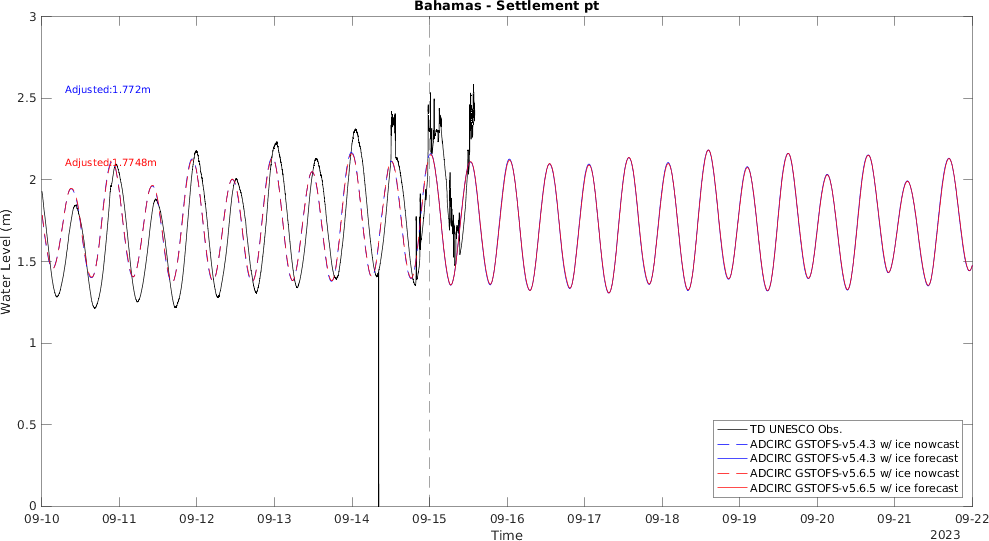 Bahamas - Settlement pt
3
2.5
2
1.5
1
0.5
0
Water Level (m)
Adjusted:1.772m
Adjusted:1.7748m
TD UNESCO Obs.
ADCIRC GSTOFS-v5.4.3 w/ ice nowcast
ADCIRC GSTOFS-v5.4.3 w/ ice forecast
ADCIRC GSTOFS-v5.6.5 w/ ice nowcast
ADCIRC GSTOFS-v5.6.5 w/ ice forecast
09-10 09-11 09-12 09-13 09-14 09-15 09-16 09-17 09-18 09-19 09-20 09-21 09-22
Time
2023